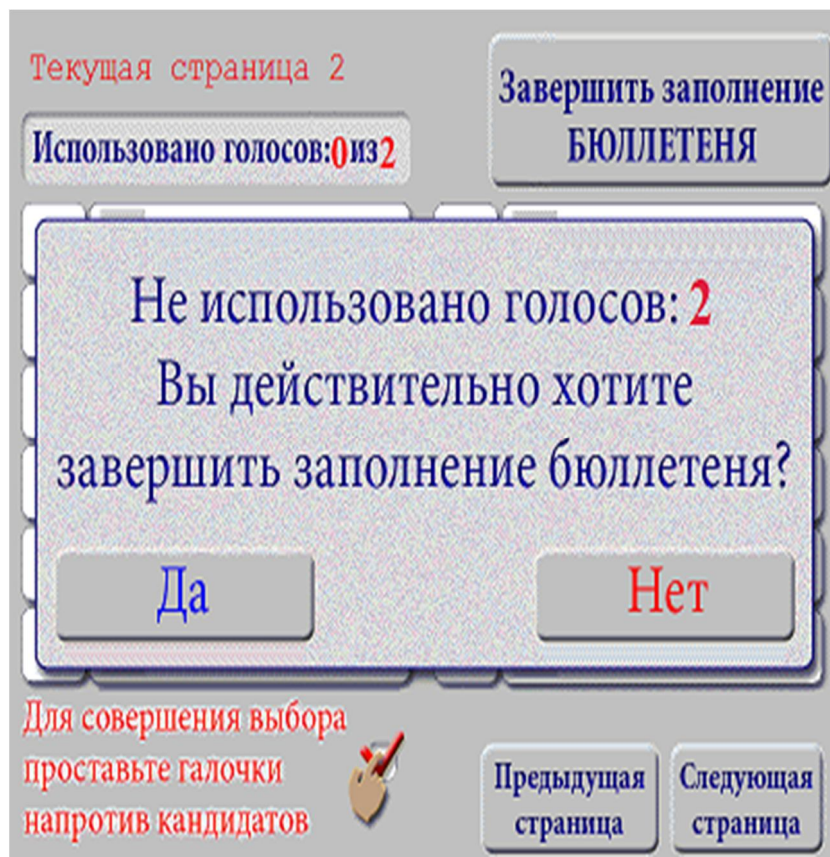 Текущая страница 2
Завершить заполнение
БЮЛЛЕТЕНЯ
Использовано голосов:0из2
Не использовано голосов: 2
Вы действительно хотите
завершить заполнение бюллетеня?
Да
Нет
Для совершения выбора
проставьте галочки
напротив кандидатов
Предыдущая
страница
Следующая
страница